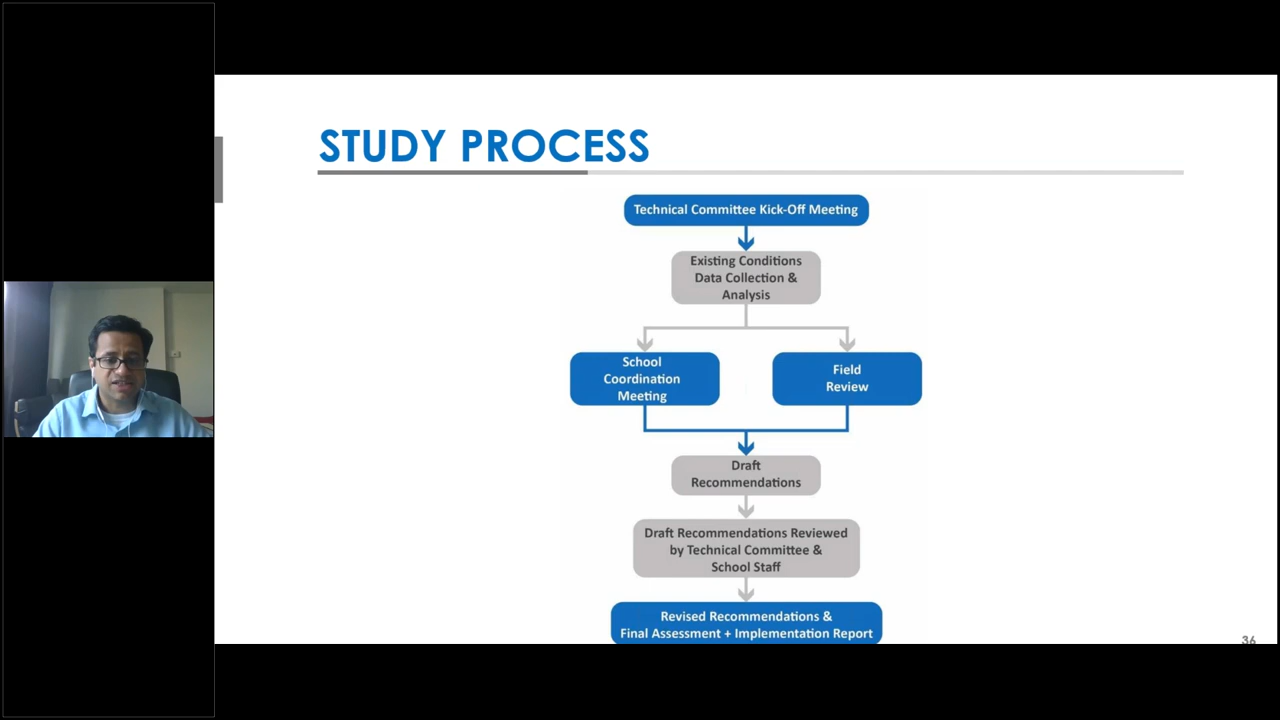 STUDY PROCESS
Technical Committee Kick-Off Meeting
Existing Conditions
Data Collection &
Analysis
School
Coordination
Meeting
Field
Review
Draft
Recommendations
Draft Recommendations Reviewed
by Technical Committee &
School Staff
Revised Recommendations &
Final Assessment + Implementation Report
36